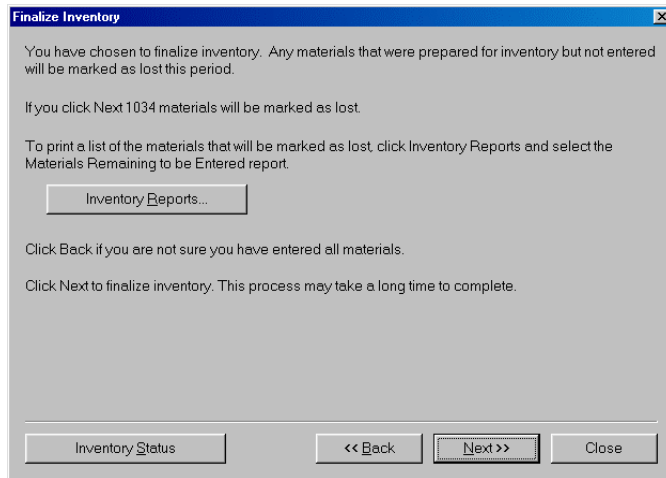 Finalize Inventory
You have chosen to finalize inventory. Any materials that were prepared for inventory but not entered
will be marked as lost this period.
If you click Next 1034 materials will be marked as lost.
To print a list of the materials that will be marked as lost, click Inventory Reports and select the
Materials Remaining to be Entered report.
Inventory Reports...
Click Back if you are not sure you have entered all materials.
Click Next to finalize inventory. This process may take a long time to complete.
Inventory Status
<< Back
Next >>
Close